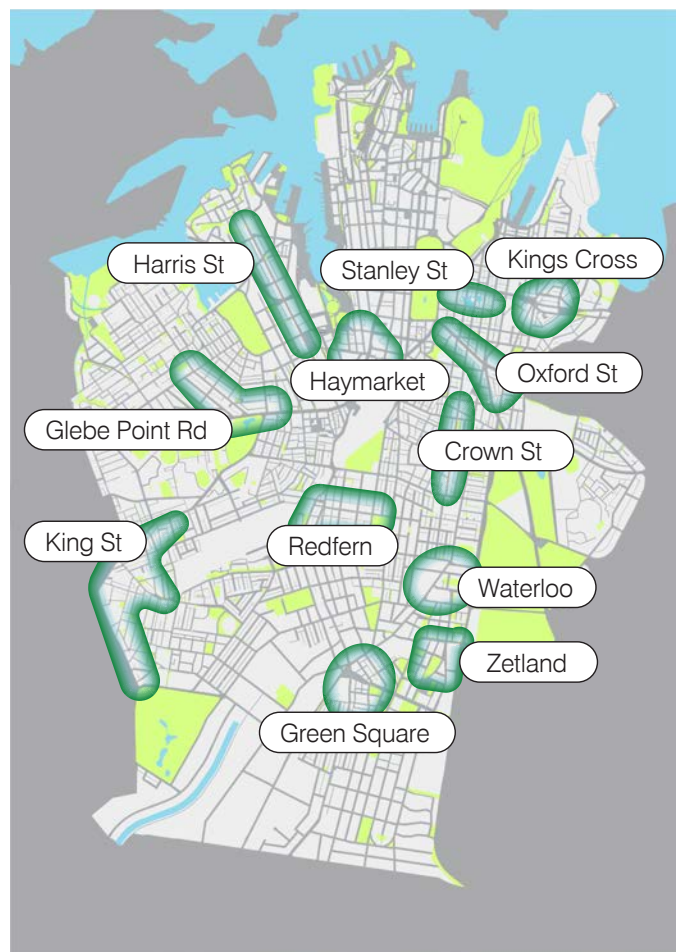 Harris St
Stanley St
Kings Cross
Haymarket
Oxford St
Glebe Point Rd
Crown St
King St
Redfern
Waterloo
Zetland
Green Square